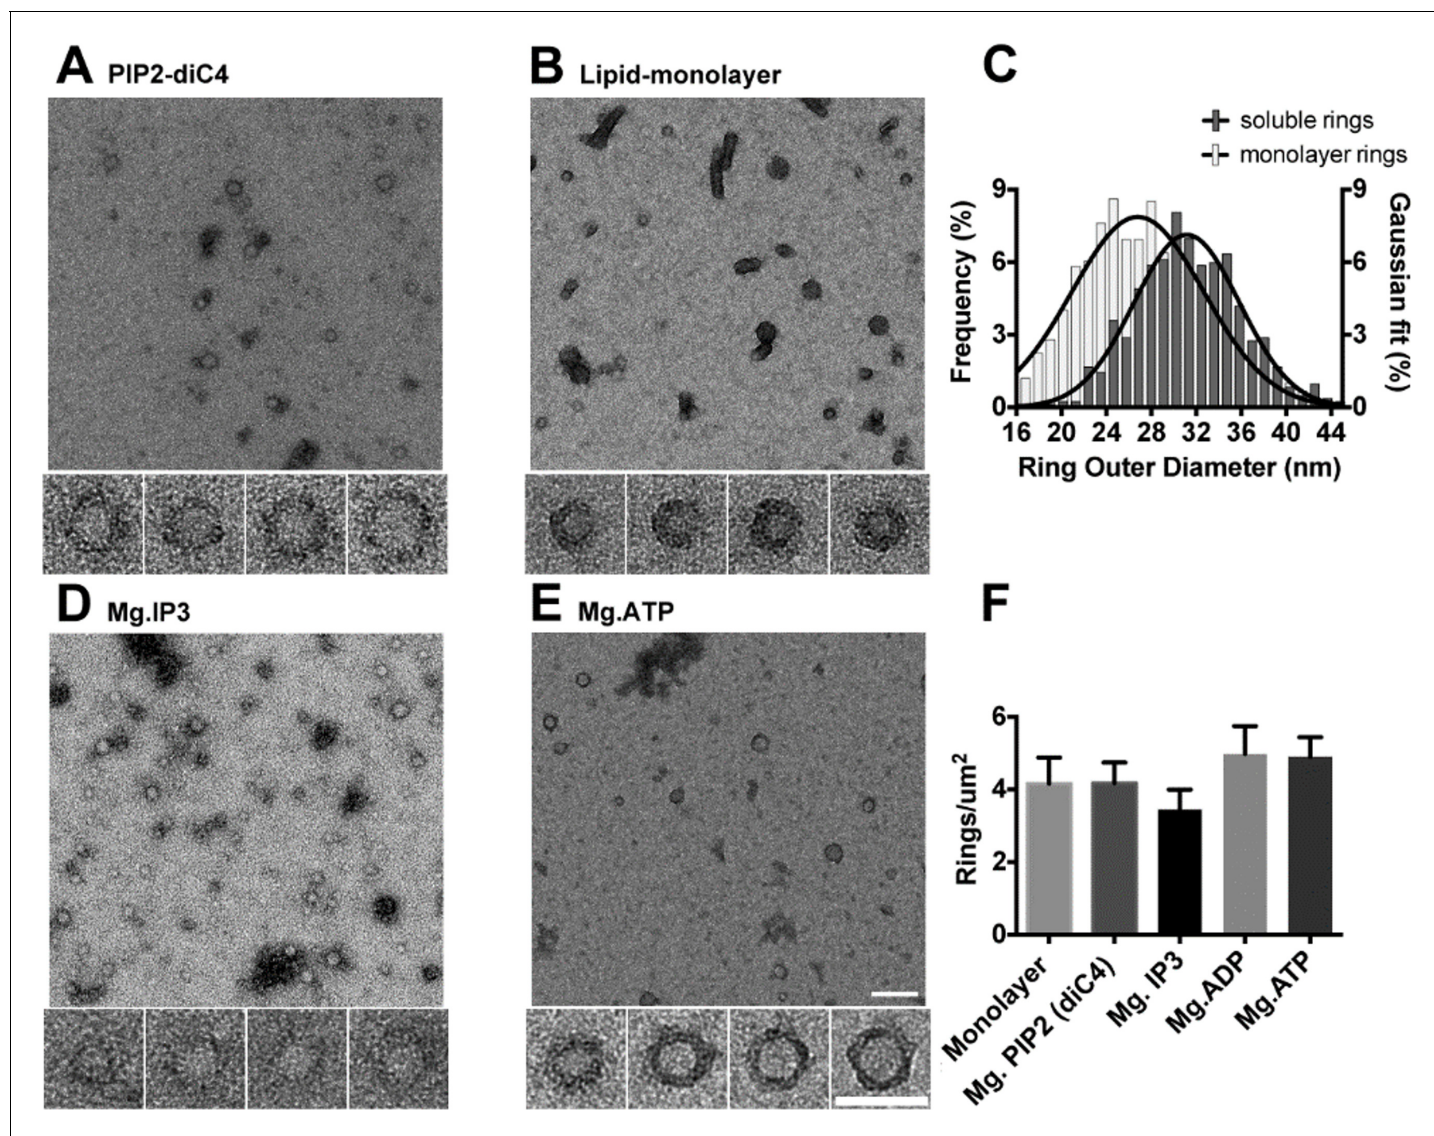 A PIP2-diC4
B Lipid-monolayer
C
soluble rings
monolayer rings
Frequency (%)
9
6
3
0
9
6
3
0
Gaussian fit (%)
16 20 24 28 32 36 40 44
Ring Outer Diameter (nm)
D Mg.IP3
E Mg.ATP
F
Rings/um2
6
4
2
0
Monolayer
Mg. PIP2 (diC4)
Mg. IP3
Mg.ADP
Mg.ATP